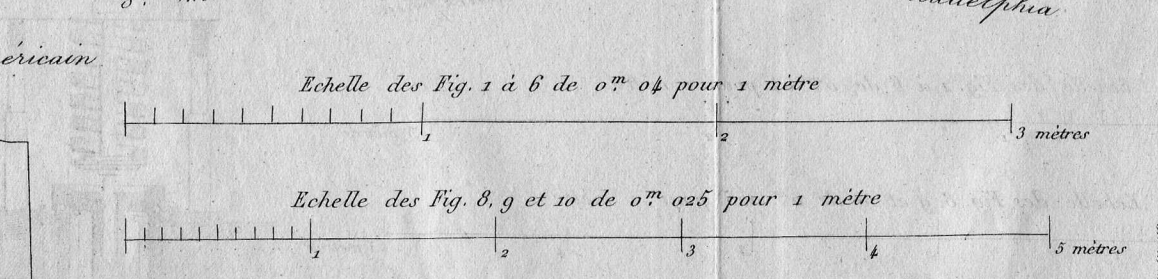 adelphia
éricain
Echelle des Fig. 1 à 6 de 0.m 04 pour 1 mètre
1 2 3 mètres
Echelle des Fig. 8, 9 et 10 de 0.m 025 pour 1 mètre
1 2 3 4 5 mètres